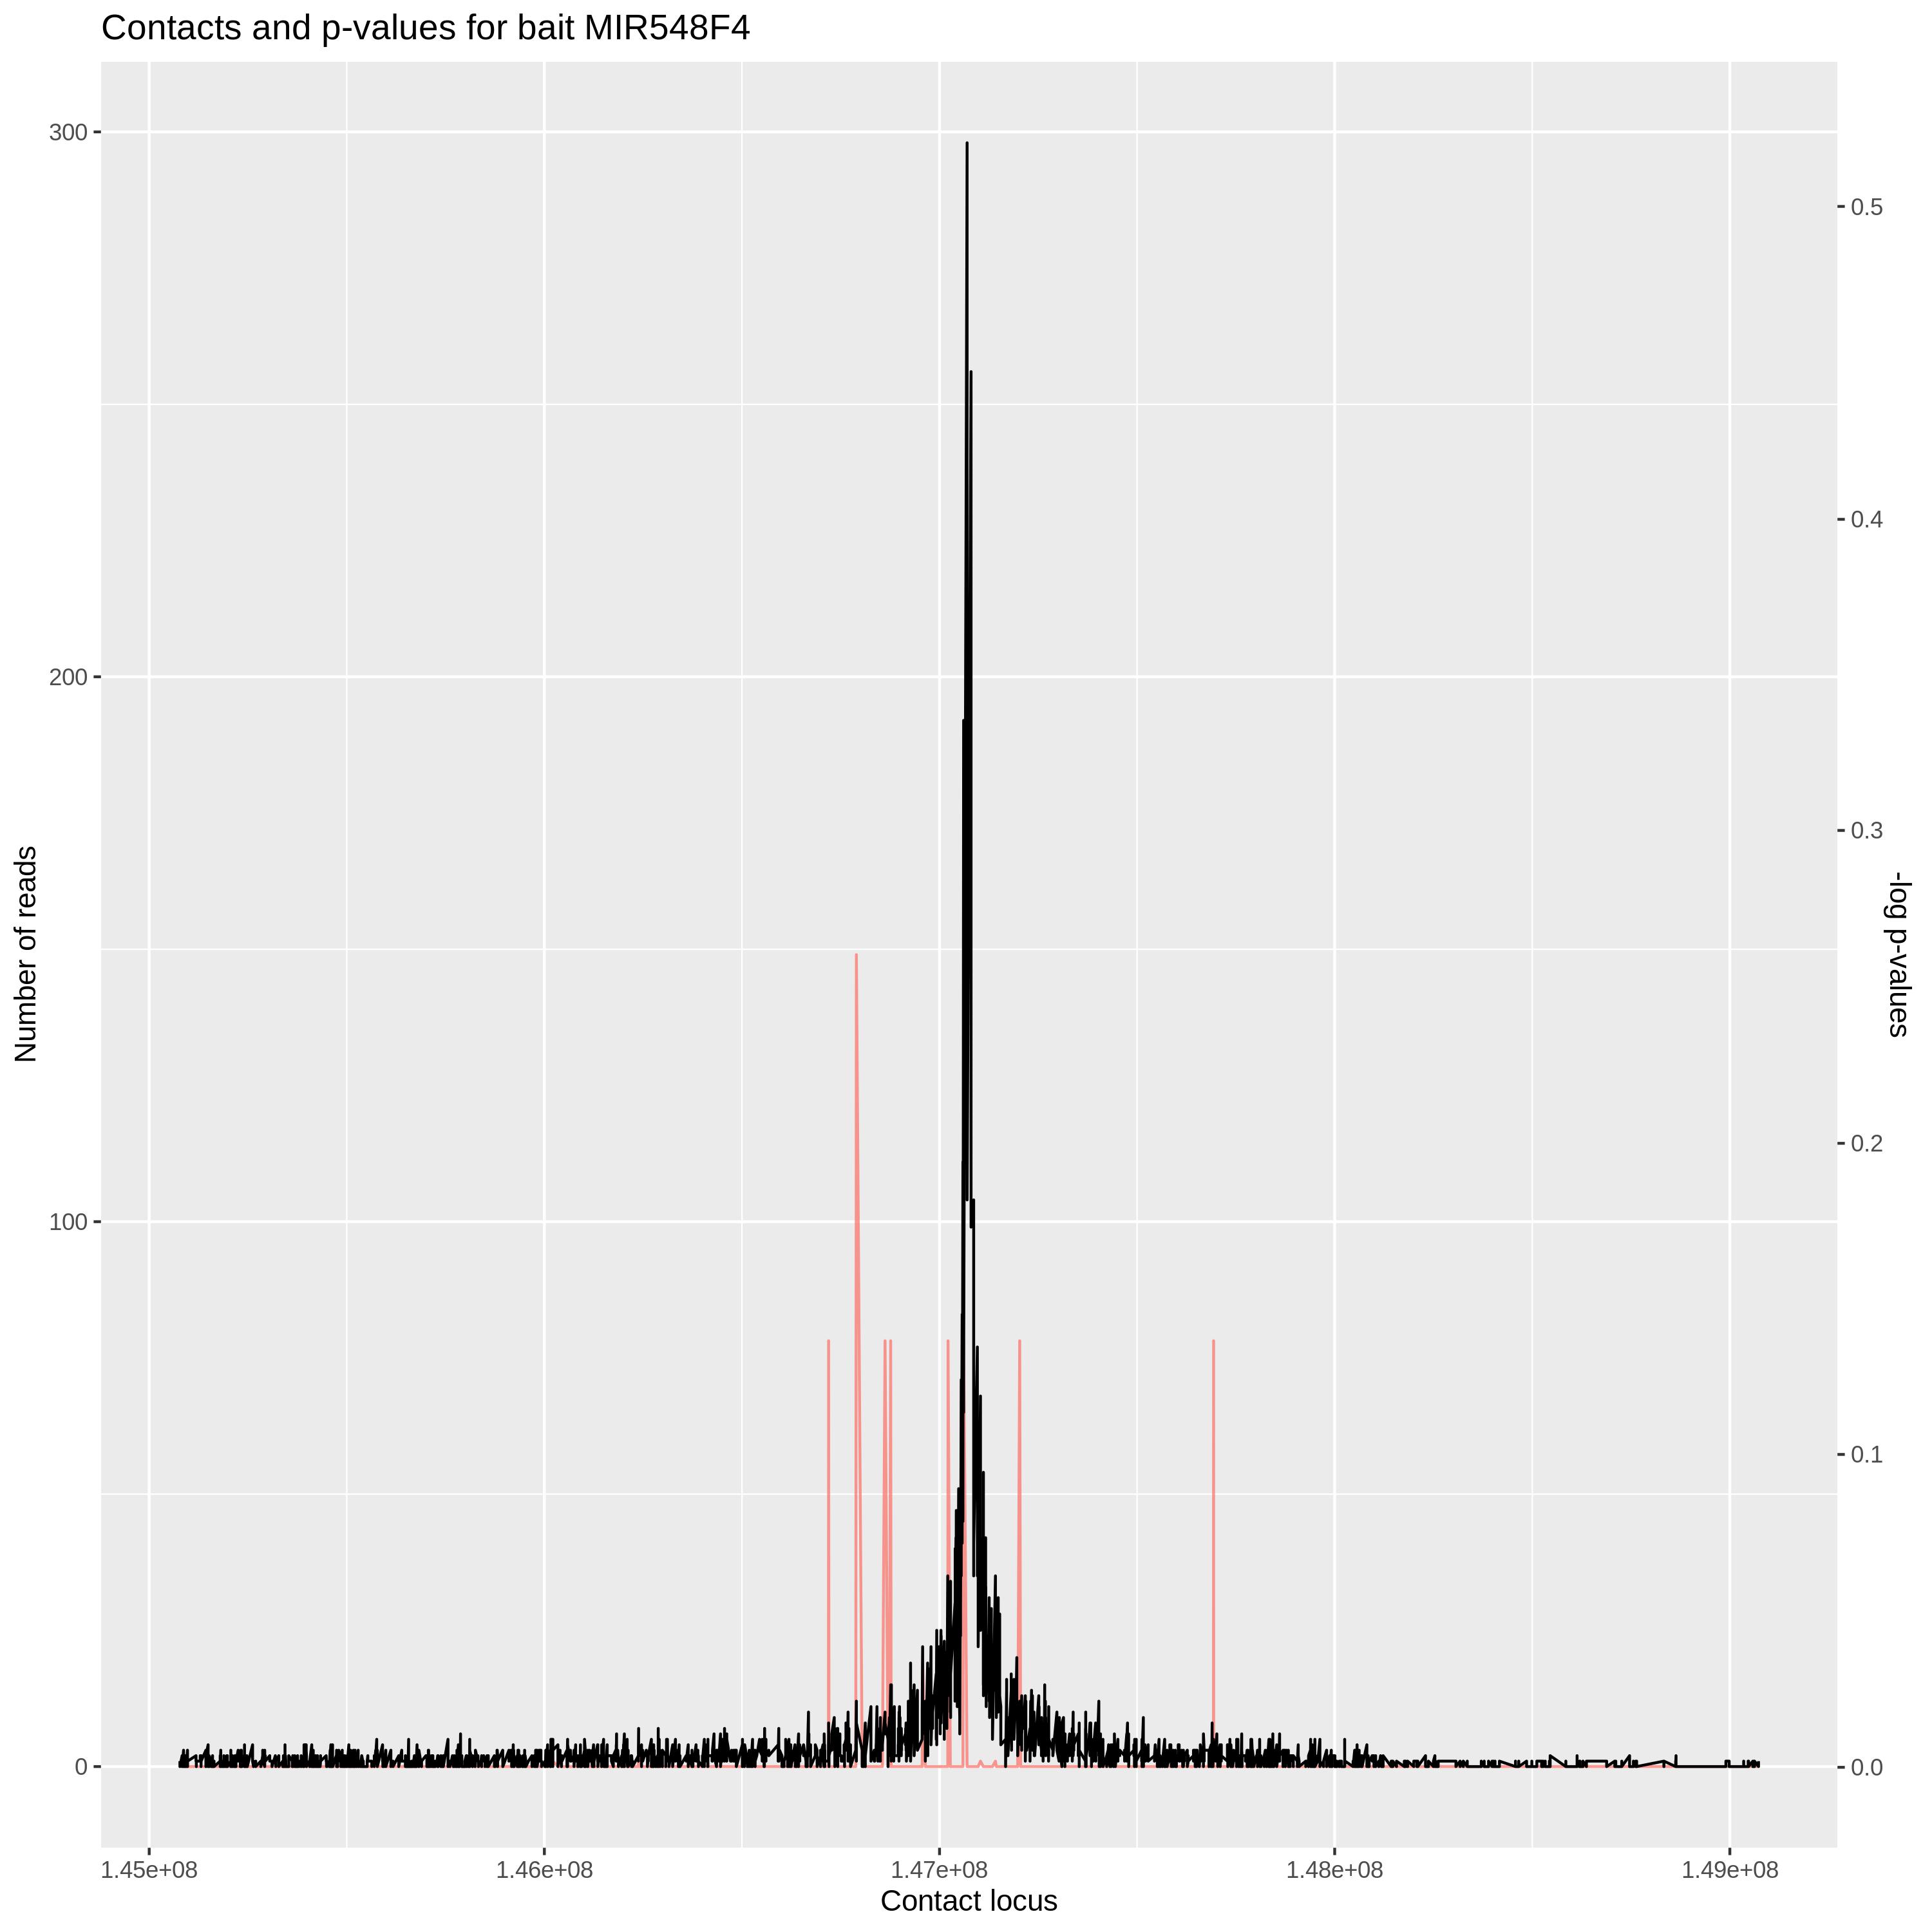 Contacts and p-values for bait MIR548F4
300
200
100
0
Number of reads
0.5
0.4
0.3
0.2
0.1
0.0
-log p-values
1.45e+08
1.46e+08
1.47e+08
1.48e+08
1.49e+08
Contact locus